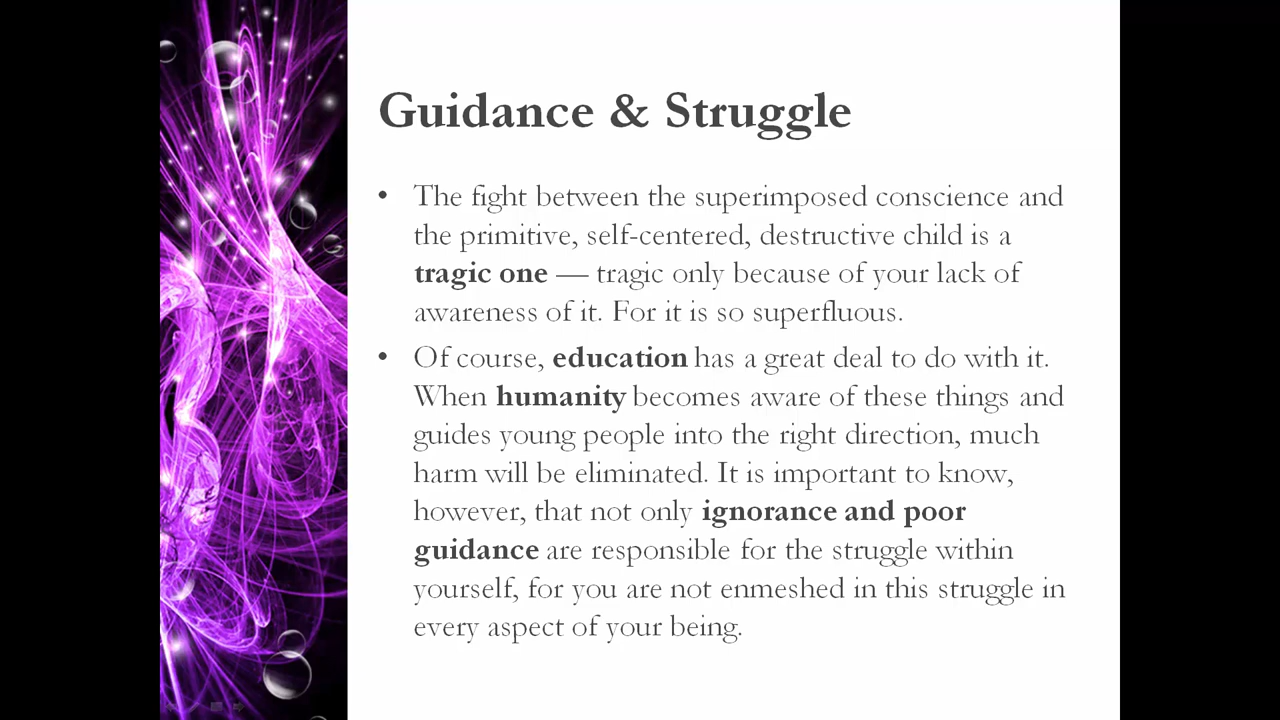 Guidance & Struggle
• The fight between the superimposed conscience and
the primitive, self-centered, destructive child is a
tragic one — tragic only because of your lack of
awareness of it. For it is so superfluous.
• Of course, education has a great deal to do with it.
When humanity becomes aware of these things and
guides young people into the right direction, much
harm will be eliminated. It is important to know,
however, that not only ignorance and poor
guidance are responsible for the struggle within
yourself, for you are not enmeshed in this struggle in
every aspect of your being.